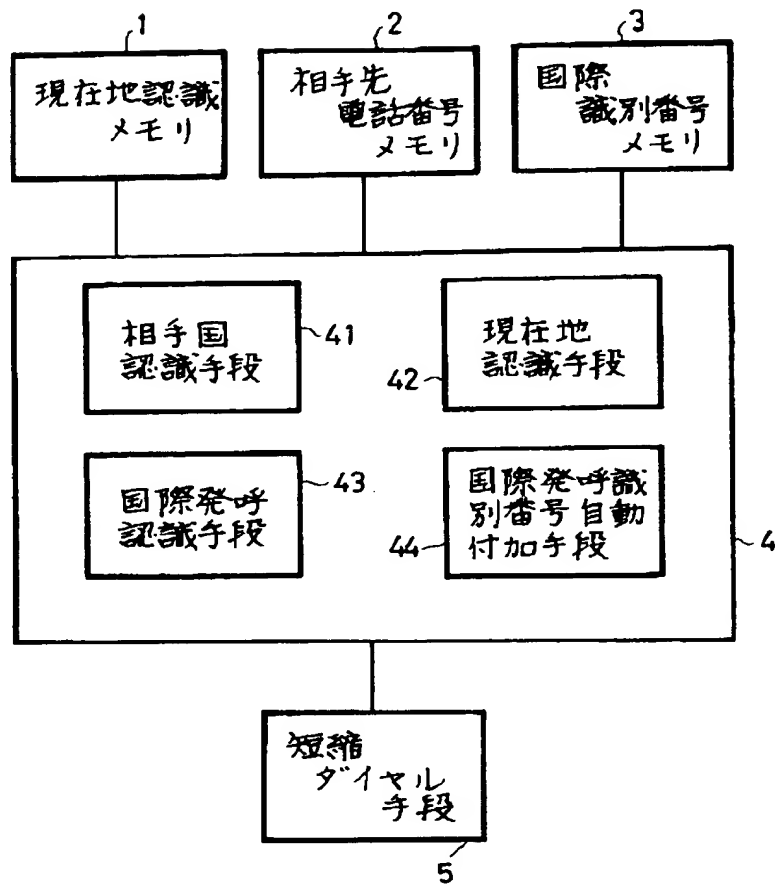 1
現在地認識
メモリ
2
相手先
電話番号
メモリ
3
国際
識別番号
メモリ
相手国
認識手段
41
現在地
認識手段
42
国際発呼
認識手段
43
国際発呼識
別番号自動
付加手段
44
4
短縮
ダイヤル
手段
5